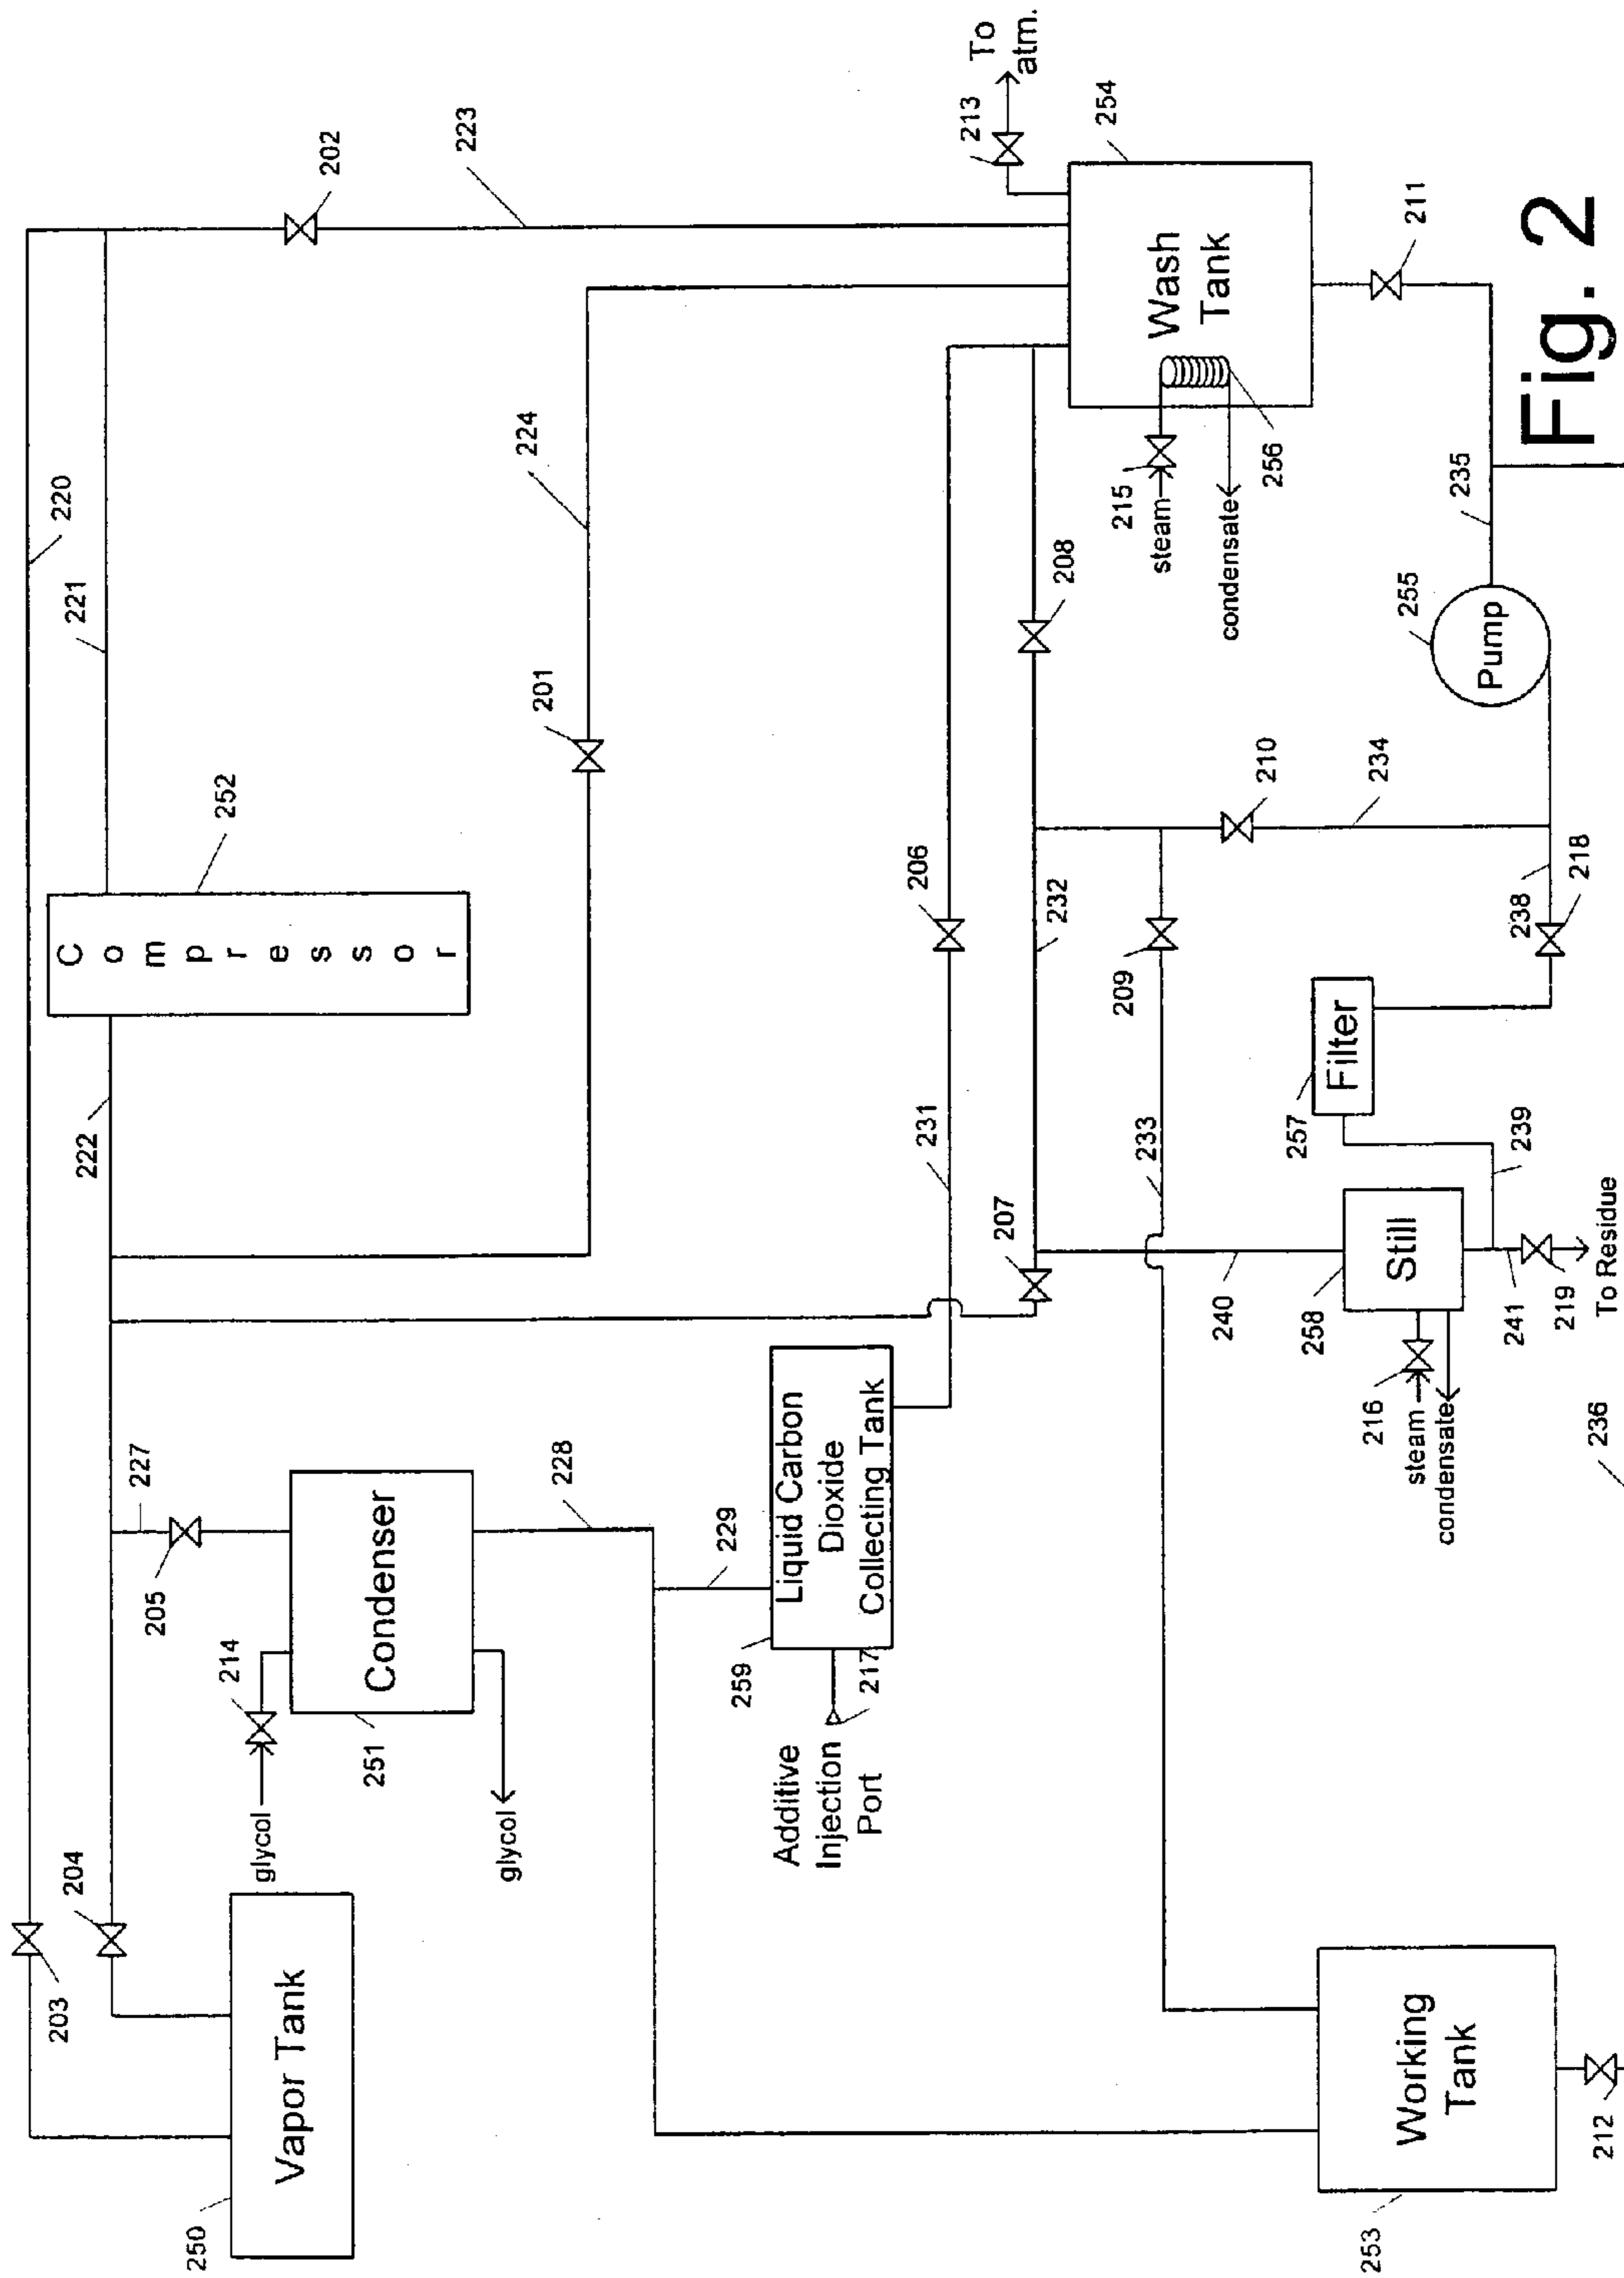 220
221
222
252
Compressor
202
223
203
204
Vapor Tank
250
227
205
214
glycol
glycol
Condenser
251
228
229
224
201
Liquid Carbon
Dioxide
Collecting Tank
259
217
Additive
Injection
Port
231
206
207
232
208
213
To
atm.
254
Wash
Tank
215
steam
condensate
256
211
233
209
210
234
235
255
Pump
238
218
Filter
257
239
Still
258
240
241
219
To Residue
216
steam
condensate
236
Working
Tank
253
212
Fig. 2